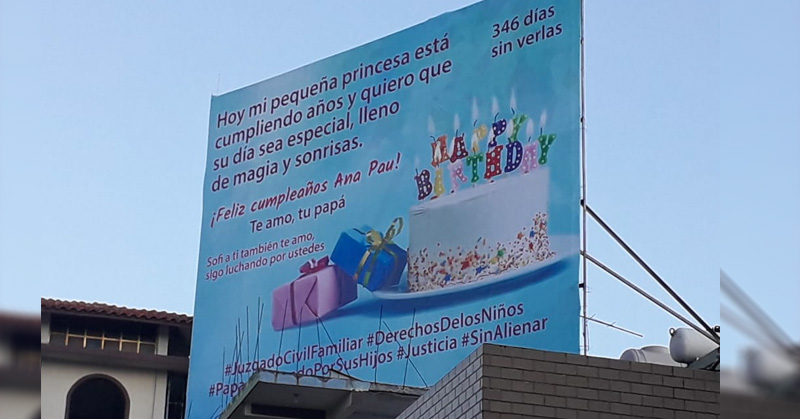 346 días
sin verlas
Hoy mi pequeña princesa está
cumpliendo años y quiero que
su día sea especial, lleno
de magia y sonrisas.
¡Feliz cumpleaños Ana Pau!
Te amo, tu papá
Sofi a ti también te amo,
sigo luchando por ustedes
HAPPY
BIRTHDAY
#JuzgadoCivilFamiliar #DerechosDelosNiños
#Justicia #SinAlienar